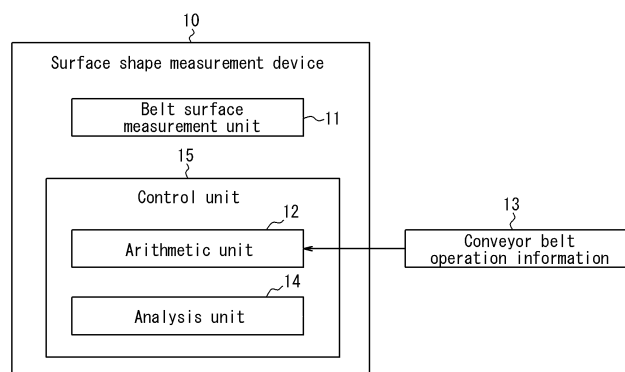 10
Surface shape measurement device
Belt surface
measurement unit
11
15
Control unit
12
Arithmetic unit
13
Conveyor belt
operation information
14
Analysis unit